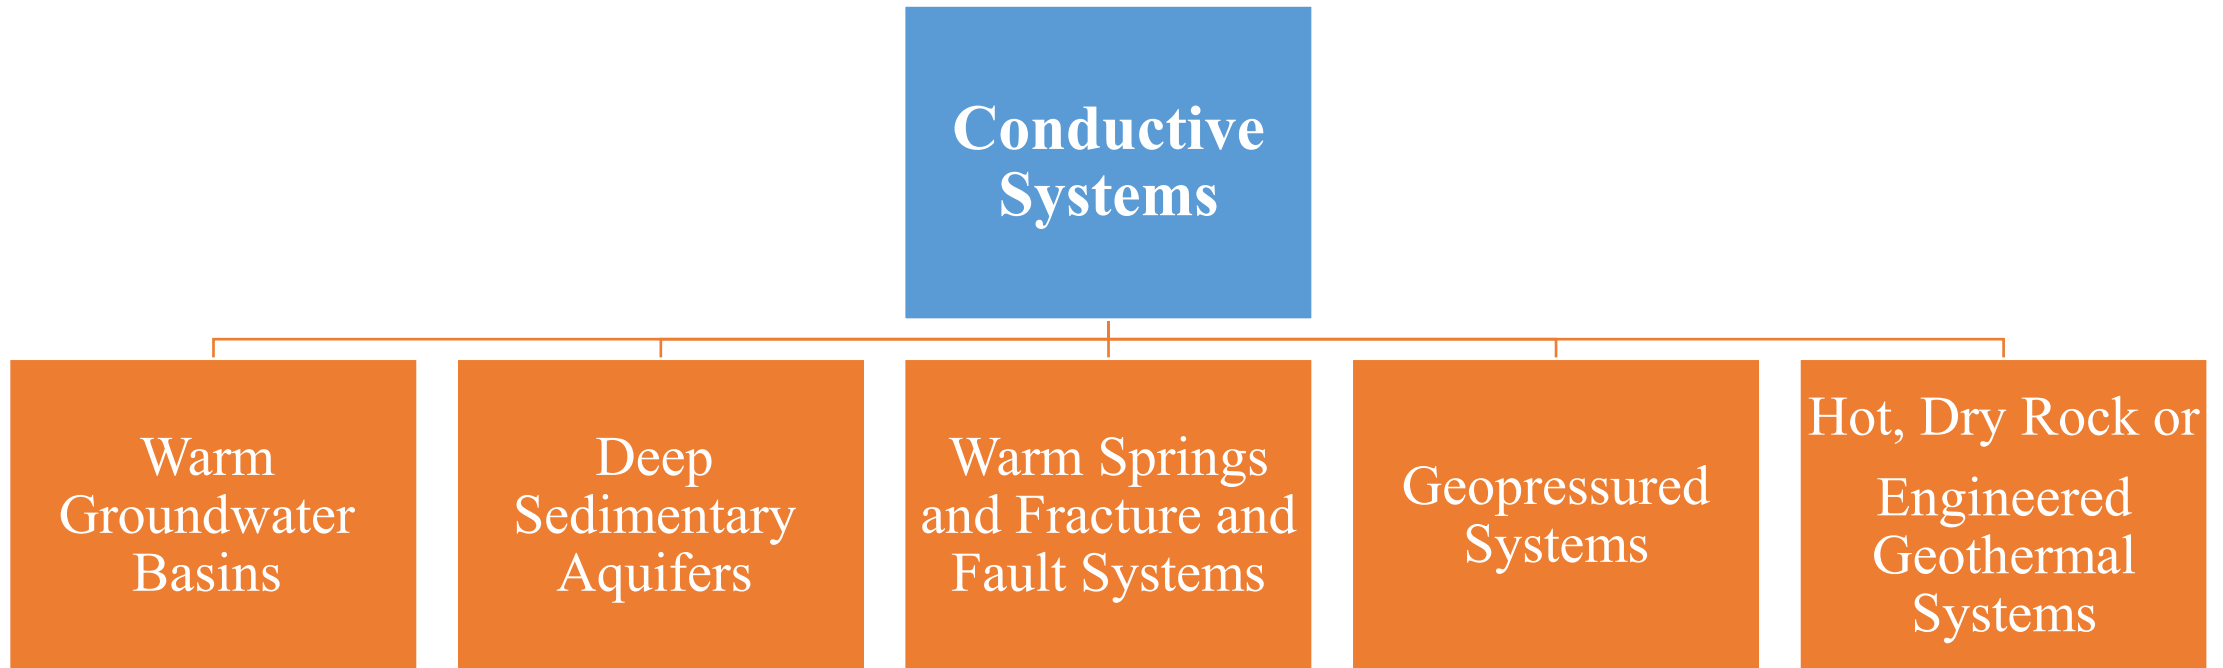 Conductive
Systems
Warm
Groundwater
Basins
Deep
Sedimentary
Aquifers
Warm Springs
and Fracture and
Fault Systems
Geopressured
Systems
Hot, Dry Rock or
Engineered
Geothermal
Systems